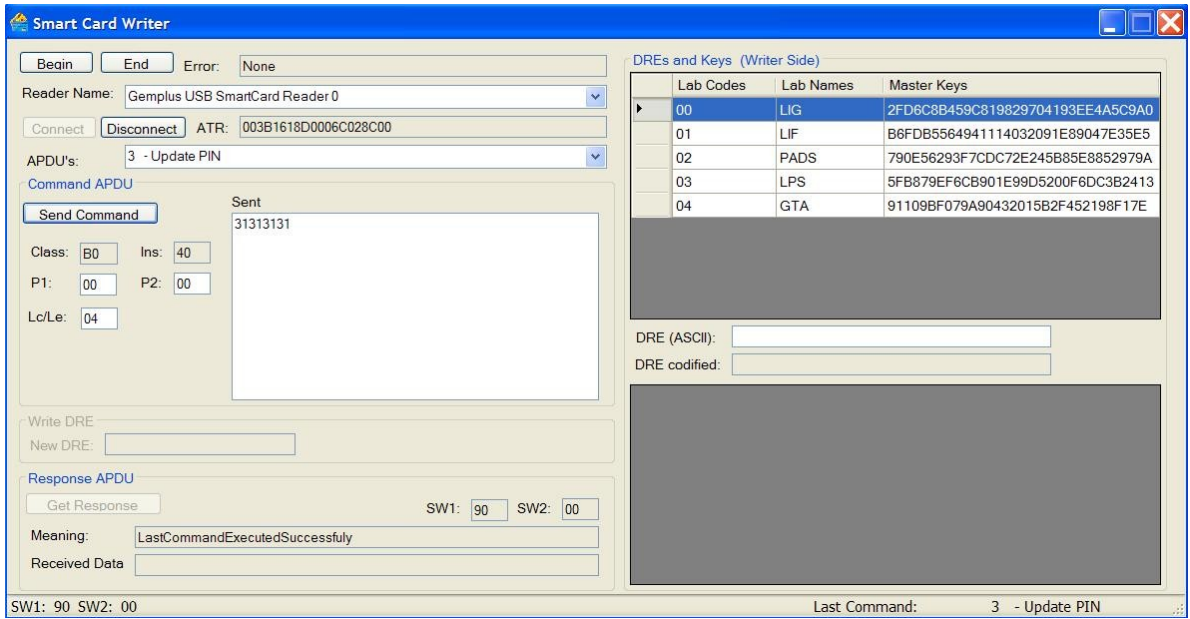 Smart Card Writer
Begin End Error: None
Reader Name: Gemplus USB SmartCard Reader 0
Connect Disconnect ATR: 003B1618D0006C028C00
APDU's: 3 - Update PIN
Command APDU
Send Command
Sent
31313131
Class: B0 Ins: 40
P1: 00 P2: 00
Lc/Le: 04
Write DRE
New DRE:
Response APDU
Get Response SW1: 90 SW2: 00
Meaning: LastCommandExecutedSuccessfuly
Received Data
DREs and Keys (Writer Side)
Lab Codes Lab Names Master Keys
00 LIG 2FD6C8B459C819829704193EE4A5C9A0
01 LIF B6FDB5564941114032091E89047E35E5
02 PADS 790E56293F7CDC72E245B85E8852979A
03 LPS 5FB879EF6CB901E99D5200F6DC3B2413
04 GTA 91109BF079A90432015B2F452198F17E
DRE (ASCII):
DRE codified:
SW1: 90 SW2: 00 Last Command: 3 - Update PIN